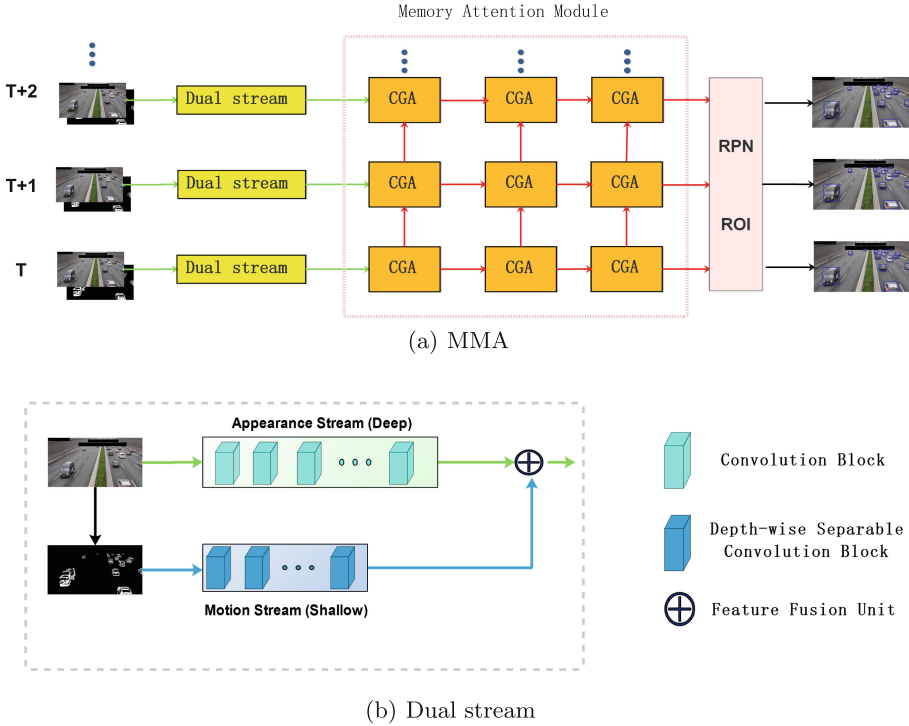 Memory Attention Module
T+2
Dual stream
CGA
CGA
CGA
T+1
Dual stream
CGA
CGA
CGA
RPN
ROI
T
Dual stream
CGA
CGA
CGA
(a) MMA
Appearance Stream (Deep)
Motion Stream (Shallow)
Convolution Block
Depth-wise Separable
Convolution Block
Feature Fusion Unit
(b) Dual stream